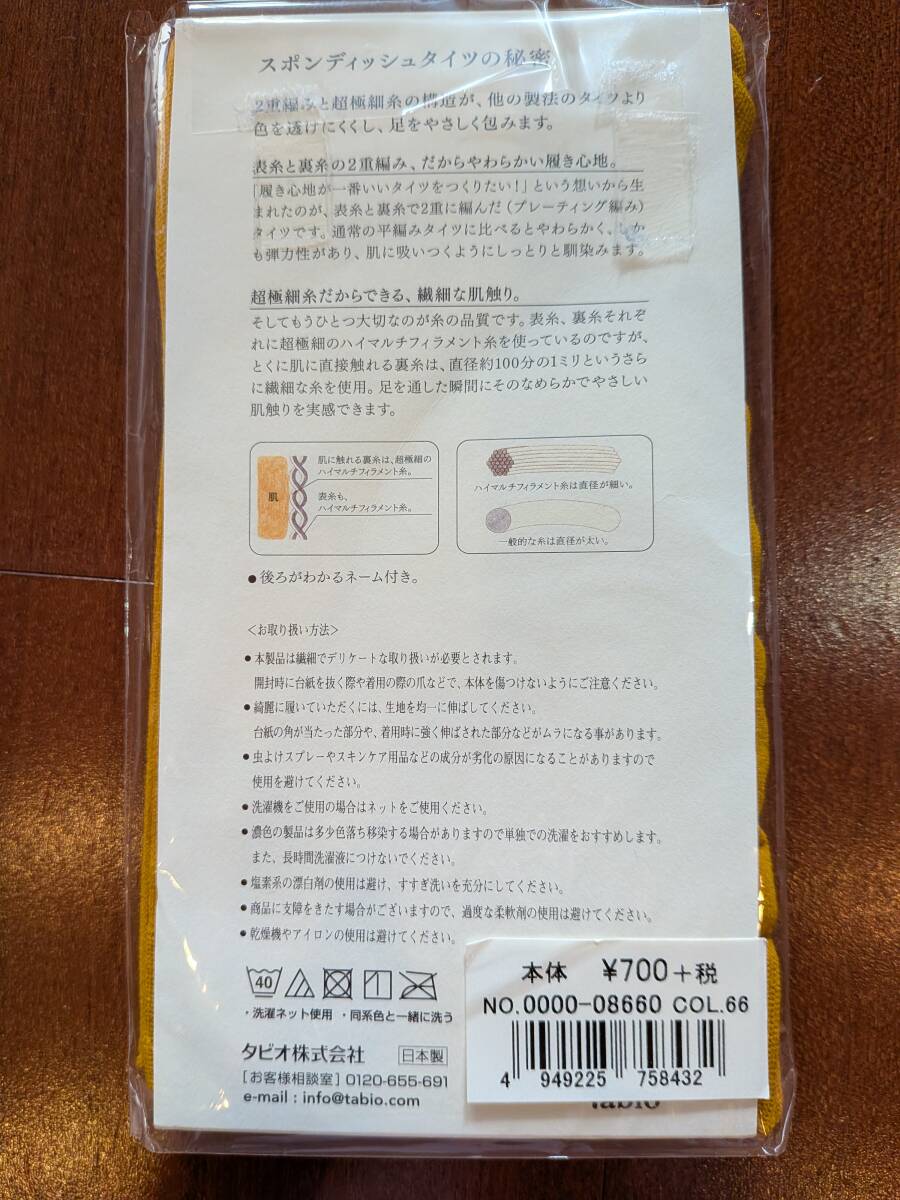 スポンディッシュタイツの秘密
2重編みと超極細糸の構造が、他の製法のタイツより
色を透けにくくし、足をやさしく包みます。
表糸と裏糸の2重編み、だからやわらかい履き心地。
「履き心地が一番いいタイツをつくりたい!」という想いから生
まれたのが、表糸と裏糸で2重に編んだ(プレーティング編み)
タイツです。通常の平編みタイツに比べるとやわらかく、しか
も弾力性があり、肌に吸いつくようにしっとりと馴染みます。
超極細糸だからできる、繊細な肌触り。
そしてもうひとつ大切なのが糸の品質です。表糸、裏糸それぞ
れに超極細のハイマルチフィラメント糸を使っているのですが、
とくに肌に直接触れる裏糸は、直径約100分の1ミリというさら
に繊細な糸を使用。足を通した瞬間にそのなめらかでやさしい
肌触りを実感できます。
肌
肌に触れる裏糸は、超極細の
ハイマルチフィラメント糸。
表糸も、
ハイマルチフィラメント糸。
ハイマルチフィラメント糸は直径が細い。
一般的な糸は直径が太い。
●後ろがわかるネーム付き。
〈お取り扱い方法〉
●本製品は繊細でデリケートな取り扱いが必要とされます。
開封時に台紙を抜く際や着用の際の爪などで、本体を傷つけないようにご注意ください。
●綺麗に履いていただくには、生地を均一に伸ばしてください。
台紙の角が当たった部分や、着用時に強く伸ばされた部分などがムラになる事があります。
●虫よけスプレーやスキンケア用品などの成分が劣化の原因になることがありますので
使用を避けてください。
●洗濯機をご使用の場合はネットをご使用ください。
●濃色の製品は多少色落ち移染する場合がありますので単独での洗濯をおすすめします。
また、長時間洗濯液につけないでください。
●塩素系の漂白剤の使用は避け、すすぎ洗いを充分にしてください。
●商品に支障をきたす場合がございますので、過度な柔軟剤の使用は避けてください。
●乾燥機やアイロンの使用は避けてください。
40
・洗濯ネット使用 ・同系色と一緒に洗う
タビオ株式会社 日本製
[お客様相談室] 0120-655-691
e-mail : info@tabio.com
本体 ¥700+税
NO.0000-08660 COL.66
4 949225 758432
tabio